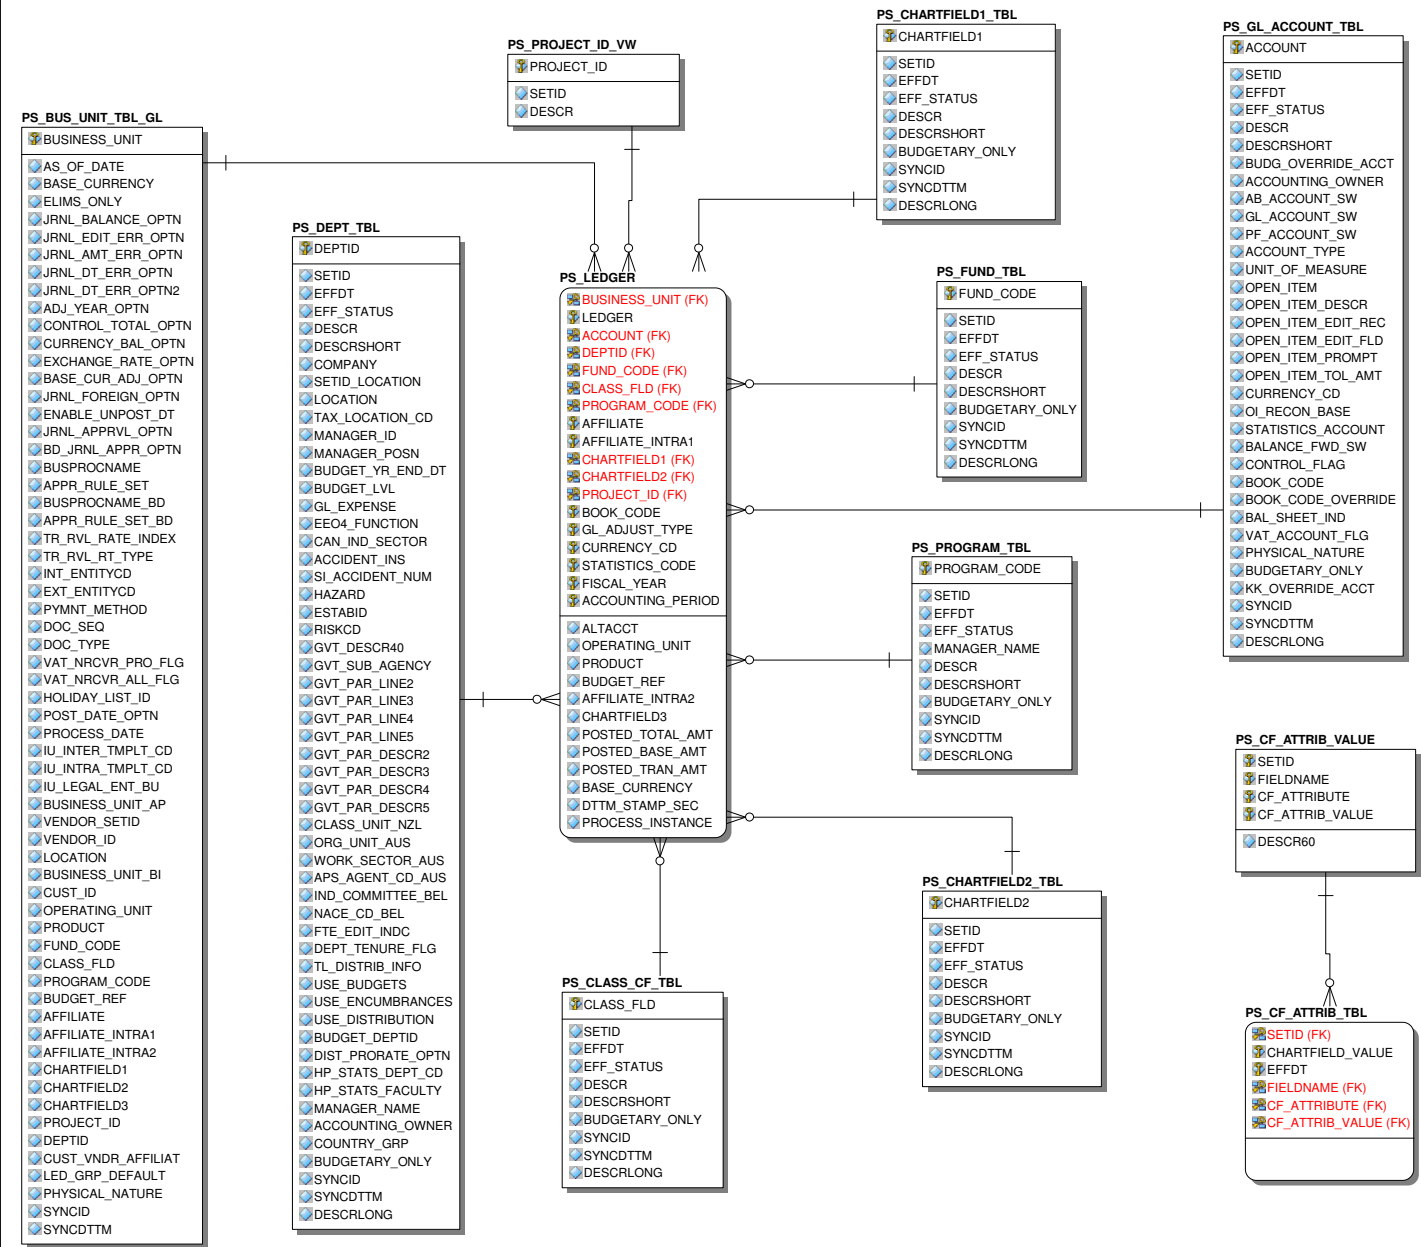 PS_BUS_UNIT_TBL_GL
BUSINESS_UNIT
AS_OF_DATE
BASE_CURRENCY
ELIMS_ONLY
JRNL_BALANCE_OPTN
JRNL_EDIT_ERR_OPTN
JRNL_AMT_ERR_OPTN
JRNL_DT_ERR_OPTN
JRNL_DT_ERR_OPTN2
ADJ_YEAR_OPTN
CONTROL_TOTAL_OPTN
CURRENCY_BAL_OPTN
EXCHANGE_RATE_OPTN
BASE_CUR_ADJ_OPTN
JRNL_FOREIGN_OPTN
ENABLE_UNPOST_DT
JRNL_APPRVL_OPTN
BD_JRNL_APPR_OPTN
BUSPROCNAME
APPR_RULE_SET
BUSPROCNAME_BD
APPR_RULE_SET_BD
TR_RVL_RATE_INDEX
TR_RVL_RT_TYPE
INT_ENTITYCD
EXT_ENTITYCD
PYMNT_METHOD
DOC_SEQ
DOC_TYPE
VAT_NRCVR_PRO_FLG
VAT_NRCVR_ALL_FLG
HOLIDAY_LIST_ID
POST_DATE_OPTN
PROCESS_DATE
IU_INTER_TMPLT_CD
IU_INTRA_TMPLT_CD
IU_LEGAL_ENT_BU
BUSINESS_UNIT_AP
VENDOR_SETID
VENDOR_ID
LOCATION
BUSINESS_UNIT_BI
CUST_ID
OPERATING_UNIT
PRODUCT
FUND_CODE
CLASS_FLD
PROGRAM_CODE
BUDGET_REF
AFFILIATE
AFFILIATE_INTRA1
AFFILIATE_INTRA2
CHARTFIELD1
CHARTFIELD2
CHARTFIELD3
PROJECT_ID
DEPTID
CUST_VNDR_AFFILIAT
LED_GRP_DEFAULT
PHYSICAL_NATURE
SYNCID
SYNCDTTM
PS_DEPT_TBL
DEPTID
SETID
EFFDT
EFF_STATUS
DESCR
DESCRSHORT
COMPANY
SETID_LOCATION
LOCATION
TAX_LOCATION_CD
MANAGER_ID
MANAGER_POSN
BUDGET_YR_END_DT
BUDGET_LVL
GL_EXPENSE
EEO4_FUNCTION
CAN_IND_SECTOR
ACCIDENT_INS
SI_ACCIDENT_NUM
HAZARD
ESTABID
RISKCD
GVT_DESCR40
GVT_SUB_AGENCY
GVT_PAR_LINE2
GVT_PAR_LINE3
GVT_PAR_LINE4
GVT_PAR_LINE5
GVT_PAR_DESCR2
GVT_PAR_DESCR3
GVT_PAR_DESCR4
GVT_PAR_DESCR5
CLASS_UNIT_NZL
ORG_UNIT_AUS
WORK_SECTOR_AUS
APS_AGENT_CD_AUS
IND_COMMITTEE_BEL
NACE_CD_BEL
FTE_EDIT_INDC
DEPT_TENURE_FLG
TL_DISTRIB_INFO
USE_BUDGETS
USE_ENCUMBRANCES
USE_DISTRIBUTION
BUDGET_DEPTID
DIST_PRORATE_OPTN
HP_STATS_DEPT_CD
HP_STATS_FACULTY
MANAGER_NAME
ACCOUNTING_OWNER
COUNTRY_GRP
BUDGETARY_ONLY
SYNCID
SYNCDTTM
DESCRLONG
PS_PROJECT_ID_VW
PROJECT_ID
SETID
DESCR
PS_LEDGER
BUSINESS_UNIT (FK)
LEDGER
ACCOUNT (FK)
DEPTID (FK)
FUND_CODE (FK)
CLASS_FLD (FK)
PROGRAM_CODE (FK)
AFFILIATE
AFFILIATE_INTRA1
CHARTFIELD1 (FK)
CHARTFIELD2 (FK)
PROJECT_ID (FK)
BOOK_CODE
GL_ADJUST_TYPE
CURRENCY_CD
STATISTICS_CODE
FISCAL_YEAR
ACCOUNTING_PERIOD
ALTACCT
OPERATING_UNIT
PRODUCT
BUDGET_REF
AFFILIATE_INTRA2
CHARTFIELD3
POSTED_TOTAL_AMT
POSTED_BASE_AMT
POSTED_TRAN_AMT
BASE_CURRENCY
DTTM_STAMP_SEC
PROCESS_INSTANCE
PS_CLASS_CF_TBL
CLASS_FLD
SETID
EFFDT
EFF_STATUS
DESCR
DESCRSHORT
BUDGETARY_ONLY
SYNCID
SYNCDTTM
DESCRLONG
PS_CHARTFIELD1_TBL
CHARTFIELD1
SETID
EFFDT
EFF_STATUS
DESCR
DESCRSHORT
BUDGETARY_ONLY
SYNCID
SYNCDTTM
DESCRLONG
PS_FUND_TBL
FUND_CODE
SETID
EFFDT
EFF_STATUS
DESCR
DESCRSHORT
BUDGETARY_ONLY
SYNCID
SYNCDTTM
DESCRLONG
PS_PROGRAM_TBL
PROGRAM_CODE
SETID
EFFDT
EFF_STATUS
MANAGER_NAME
DESCR
DESCRSHORT
BUDGETARY_ONLY
SYNCID
SYNCDTTM
DESCRLONG
PS_CHARTFIELD2_TBL
CHARTFIELD2
SETID
EFFDT
EFF_STATUS
DESCR
DESCRSHORT
BUDGETARY_ONLY
SYNCID
SYNCDTTM
DESCRLONG
PS_GL_ACCOUNT_TBL
ACCOUNT
SETID
EFFDT
EFF_STATUS
DESCR
DESCRSHORT
BUDG_OVERRIDE_ACCT
ACCOUNTING_OWNER
AB_ACCOUNT_SW
GL_ACCOUNT_SW
PF_ACCOUNT_SW
ACCOUNT_TYPE
UNIT_OF_MEASURE
OPEN_ITEM
OPEN_ITEM_DESCR
OPEN_ITEM_EDIT_REC
OPEN_ITEM_EDIT_FLD
OPEN_ITEM_PROMPT
OPEN_ITEM_TOL_AMT
CURRENCY_CD
OI_RECON_BASE
STATISTICS_ACCOUNT
BALANCE_FWD_SW
CONTROL_FLAG
BOOK_CODE
BOOK_CODE_OVERRIDE
BAL_SHEET_IND
VAT_ACCOUNT_FLG
PHYSICAL_NATURE
BUDGETARY_ONLY
KK_OVERRIDE_ACCT
SYNCID
SYNCDTTM
DESCRLONG
PS_CF_ATTRIB_VALUE
SETID
FIELDNAME
CF_ATTRIBUTE
CF_ATTRIB_VALUE
DESCR60
PS_CF_ATTRIB_TBL
SETID (FK)
CHARTFIELD_VALUE
EFFDT
FIELDNAME (FK)
CF_ATTRIBUTE (FK)
CF_ATTRIB_VALUE (FK)